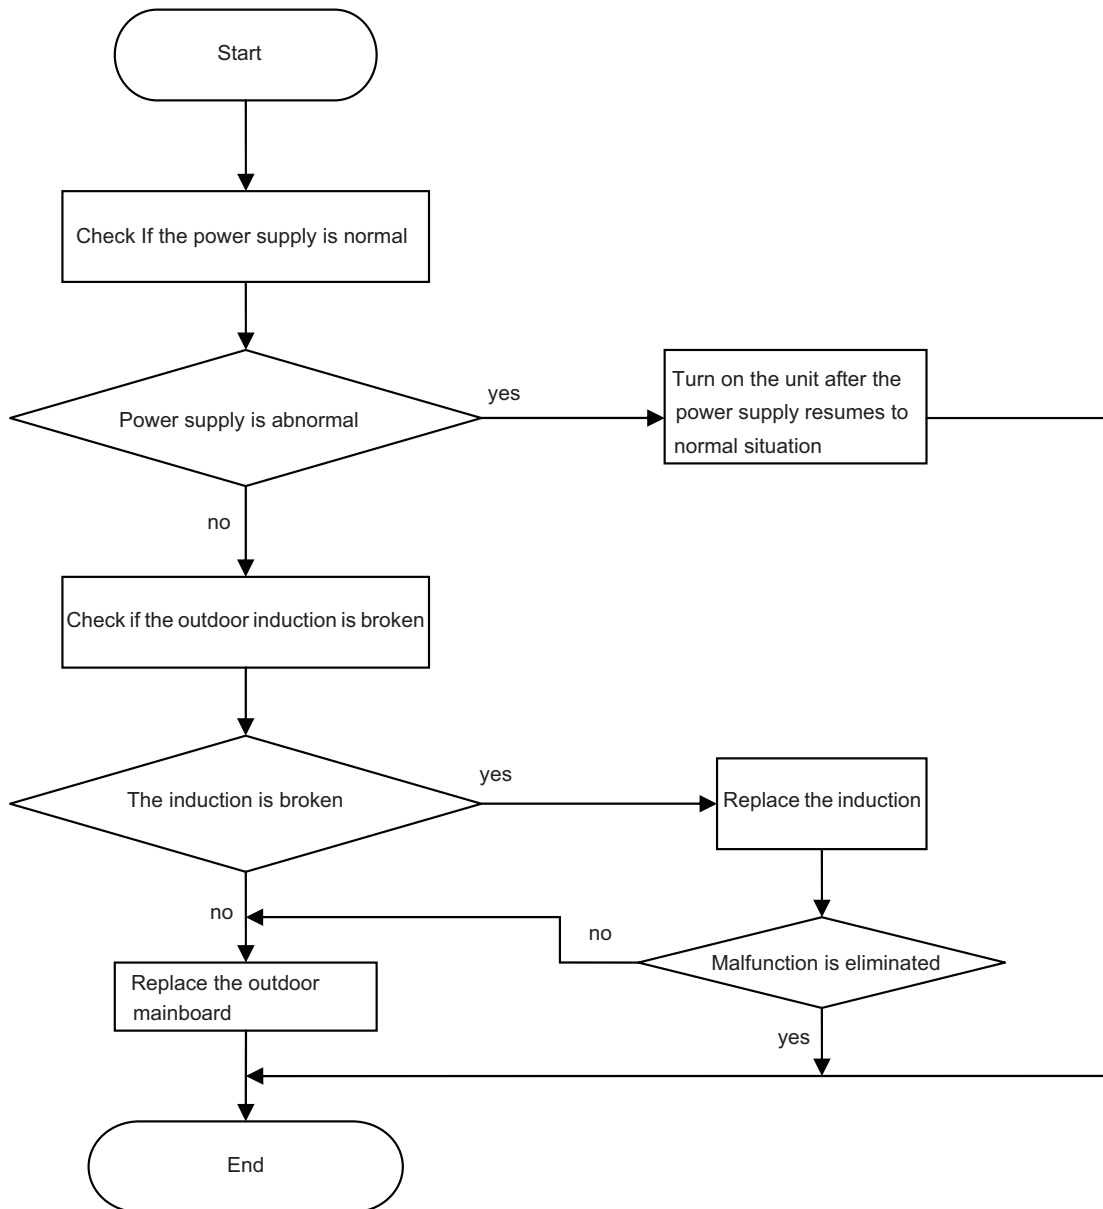 Start
Check If the power supply is normal
Power supply is abnormal
yes
Turn on the unit after the
power supply resumes to
normal situation
no
Check if the outdoor induction is broken
The induction is broken
yes
Replace the induction
no
no
Malfunction is eliminated
Replace the outdoor
mainboard
yes
End